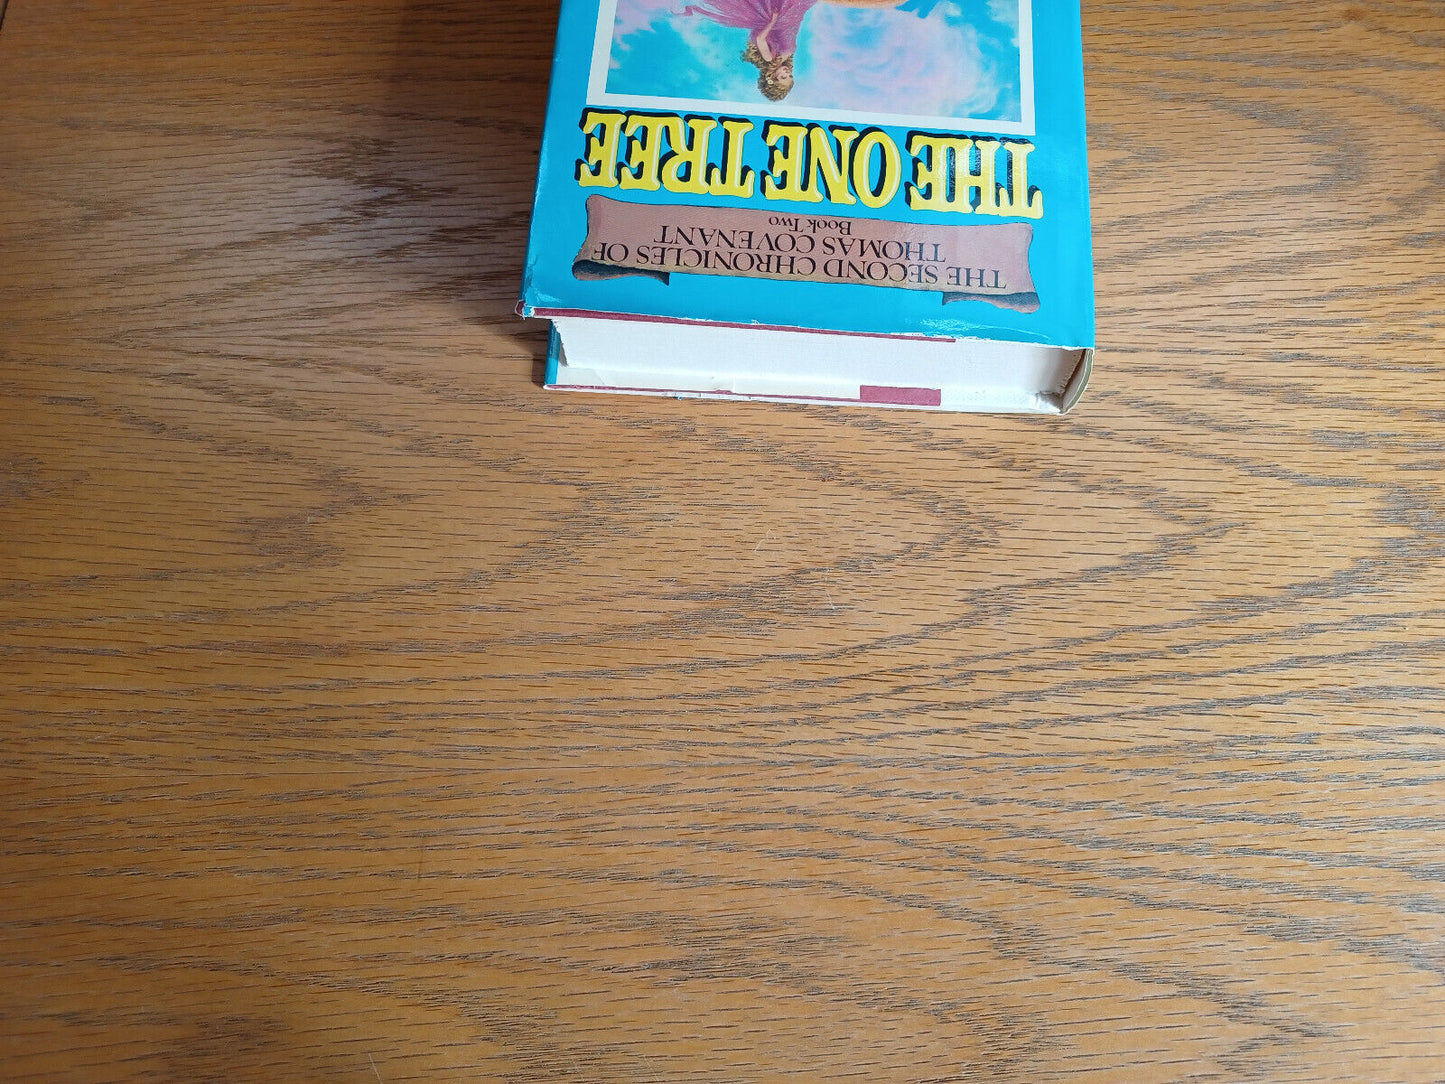 THE SECOND CHRONICLES OF
THOMAS COVENANT
Book Two
THE ONE TREE